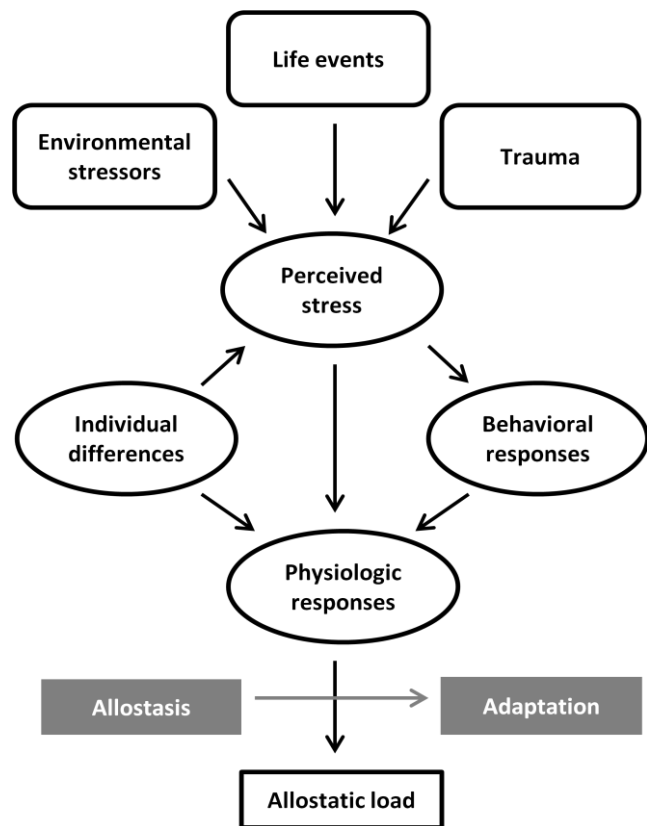 Life events
Environmental
stressors
Trauma
Perceived
stress
Individual
differences
Behavioral
responses
Physiologic
responses
Allostasis
Adaptation
Allostatic load